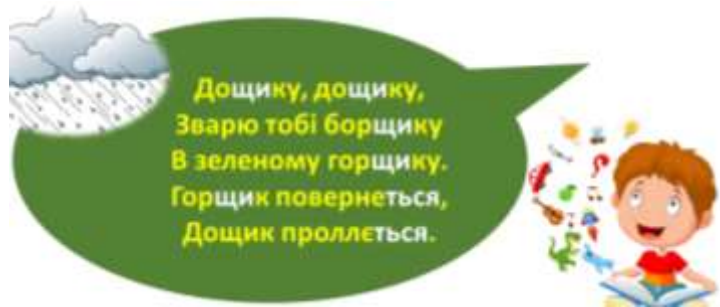 Дощику, дощику,
Зварю тобі борщику
В зеленому горщику.
Горщик повернеться,
Дощик проллється.